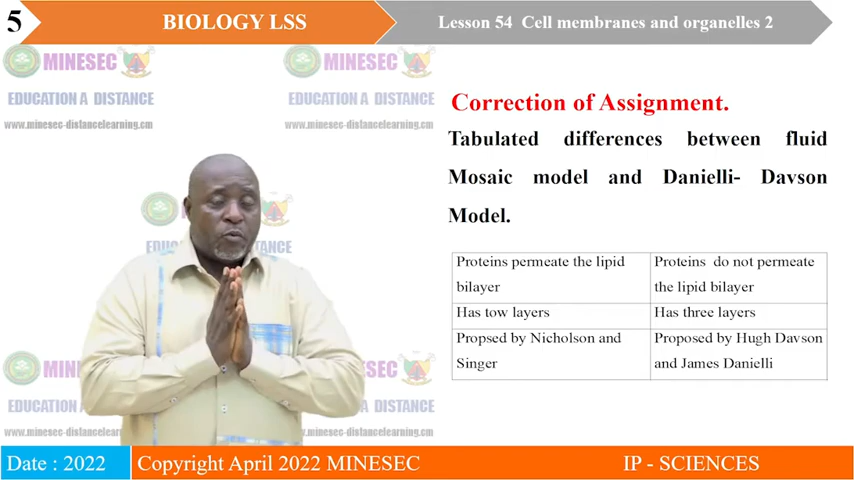 5
BIOLOGY LSS
Lesson 54 Cell membranes and organelles 2
MINESEC
EDUCATION A DISTANCE
www.minesec-distancelearning.cm
MINESEC
EDUCATION A DISTANCE
www.minesec-distancelearning.cm
Correction of Assignment.
Tabulated differences between fluid
Mosaic model and Danielli- Davson
Model.
Proteins permeate the lipid
bilayer
Proteins do not permeate
the lipid bilayer
Has tow layers
Has three layers
Propsed by Nicholson and
Singer
Proposed by Hugh Davson
and James Danielli
MINESEC
EDUCATION A DISTANCE
www.minesec-distancelearning.cm
Date : 2022
Copyright April 2022 MINESEC
IP - SCIENCES